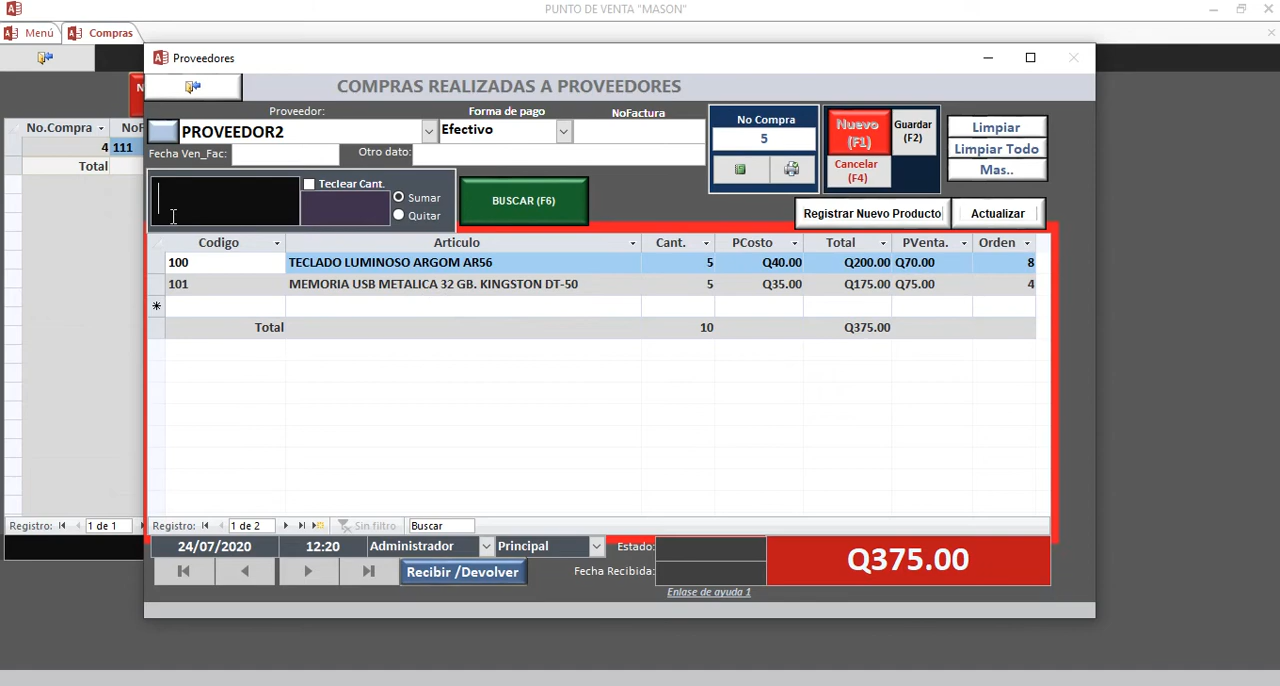 PUNTO DE VENTA "MASON"
Menú Compras
Proveedores
COMPRAS REALIZADAS A PROVEEDORES
Proveedor: Forma de pago NoFactura
PROVEEDOR2 Efectivo
Fecha Ven_Fac: Otro dato:
No Compra
5
Nuevo (F1)
Guardar (F2)
Cancelar (F4)
Limpiar
Limpiar Todo
Mas..
Teclear Cant.
Sumar
Quitar
BUSCAR (F6)
Registrar Nuevo Producto
Actualizar
No.Compra NoF
4 111
Total
Codigo Articulo Cant. PCosto Total PVenta. Orden
100 TECLADO LUMINOSO ARGOM AR56 5 Q40.00 Q200.00 Q70.00 8
101 MEMORIA USB METALICA 32 GB. KINGSTON DT-50 5 Q35.00 Q175.00 Q75.00 4
Total 10 Q375.00
Registro: 1 de 1
Registro: 1 de 2 Sin filtro Buscar
24/07/2020 12:20 Administrador Principal Estado:
Q375.00
Recibir /Devolver Fecha Recibida:
Enlase de ayuda 1